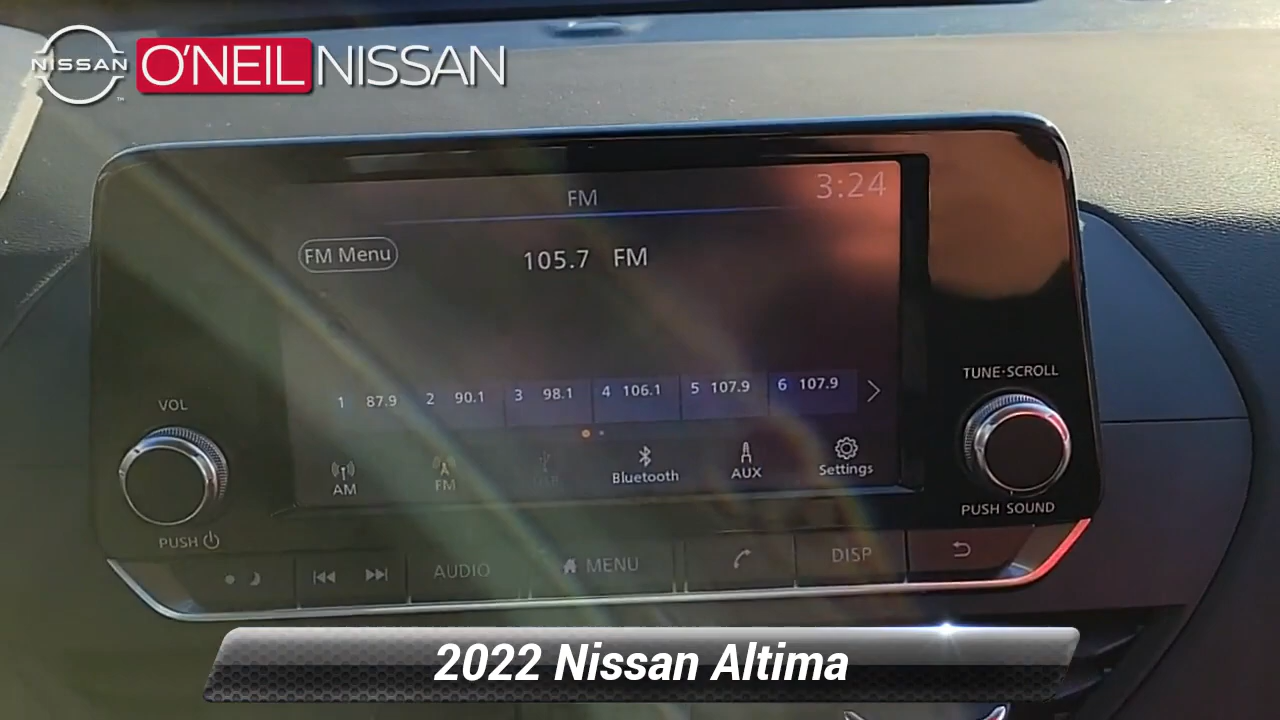 NISSAN O'NEIL NISSAN
FM 3:24
FM Menu 105.7 FM
1 87.9 2 90.1 3 98.1 4 106.1 5 107.9 6 107.9
AM FM USB Bluetooth AUX Settings
VOL
PUSH
TUNE·SCROLL
PUSH SOUND
AUDIO MENU DISP
2022 Nissan Altima